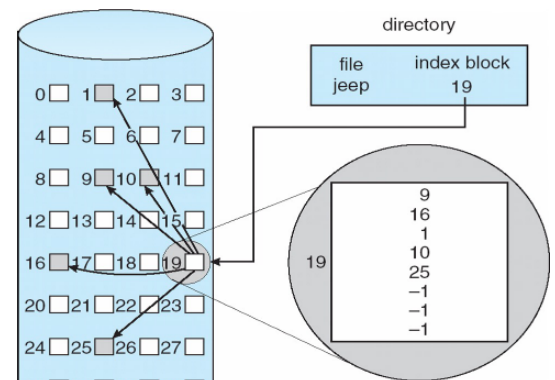 directory
file index block
jeep 19
0 1 2 3
4 5 6 7
8 9 10 11
12 13 14 15
16 17 18 19
20 21 22 23
24 25 26 27
19
9
16
1
10
25
–1
–1
–1